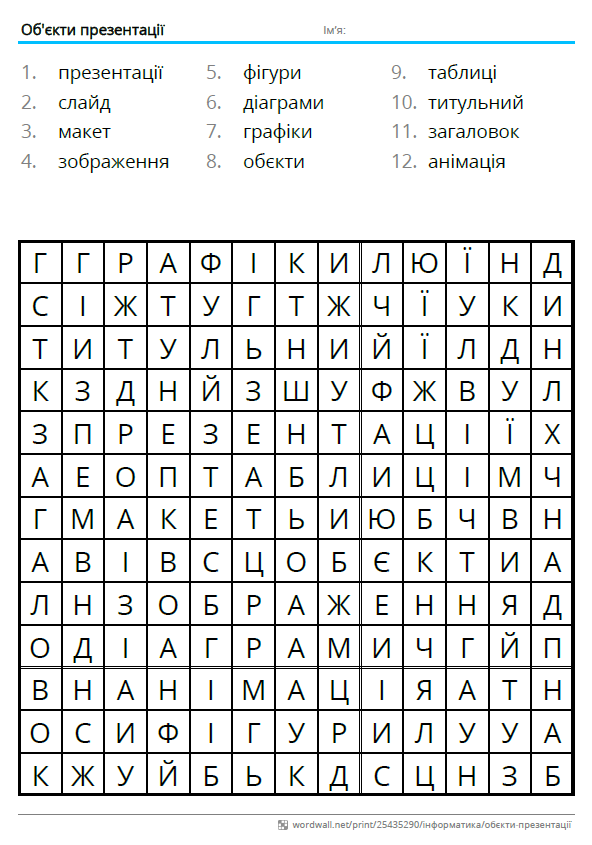 Об'єкти презентації Ім'я:
1. презентації 5. фігури 9. таблиці
2. слайд 6. діаграми 10. титульний
3. макет 7. графіки 11. загаловок
4. зображення 8. обєкти 12. анімація
Г Г Р А Ф І К И Л Ю Ї Н Д
С І Ж Т У Г Т Ж Ч Ї У К И
Т И Т У Л Ь Н И Й Ї Л Д Н
К З Д Н Й З Ш У Ф Ж В У Л
З П Р Е З Е Н Т А Ц І Ї Х
А Е О П Т А Б Л И Ц І М Ч
Г М А К Е Т Ь И Ю Б Ч В Н
А В І В С Ц О Б Є К Т И А
Л Н З О Б Р А Ж Е Н Н Я Д
О Д І А Г Р А М И Ч Г Й П
В Н А Н І М А Ц І Я А Т Н
О С И Ф І Г У Р И Л У У А
К Ж У Й Б Ь К Д С Ц Н З Б
wordwall.net/print/25435290/інформатика/обєкти-презентації